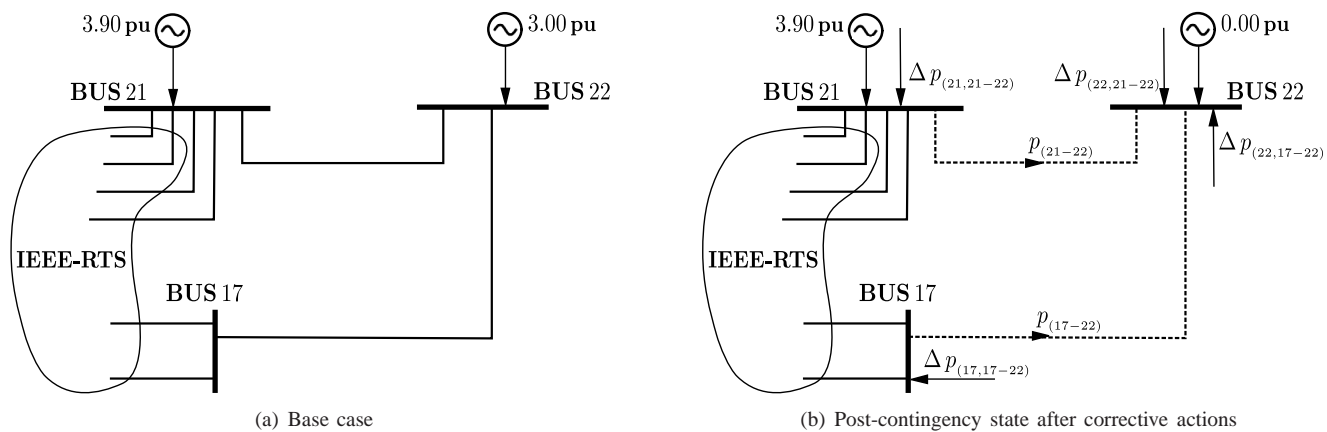 3.90 pu
3.00 pu
BUS 21
BUS 22
IEEE-RTS
BUS 17
(a) Base case
3.90 pu
0.00 pu
Δ p(21,21−22)
Δ p(22,21−22)
BUS 21
BUS 22
p(21−22)
Δ p(22,17−22)
IEEE-RTS
BUS 17
p(17−22)
Δ p(17,17−22)
(b) Post-contingency state after corrective actions